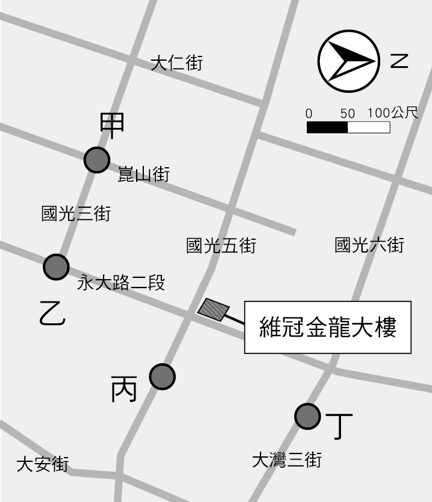 大仁街
N
0 50 100公尺
甲
崑山街
國光三街
國光五街
國光六街
乙
永大路二段
維冠金龍大樓
丙
丁
大安街
大灣三街